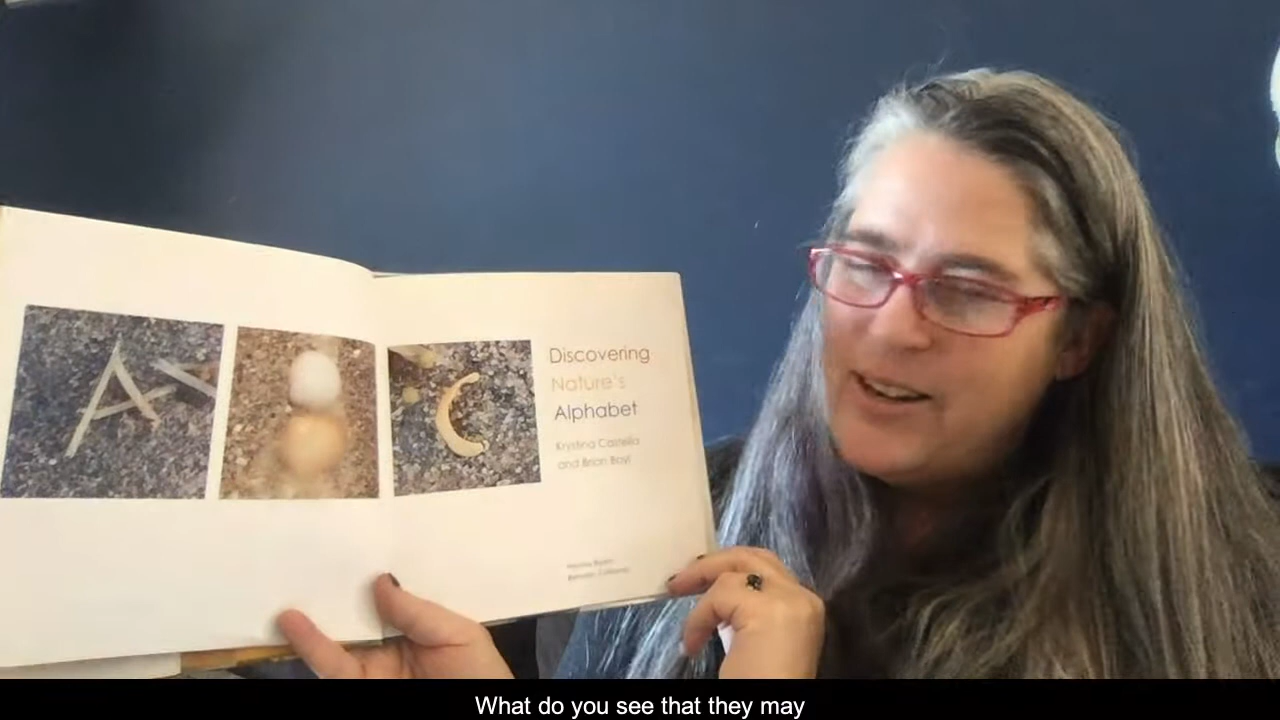 Discovering
Nature's
Alphabet
Krystina Castella
and Brian Boyl
What do you see that they may